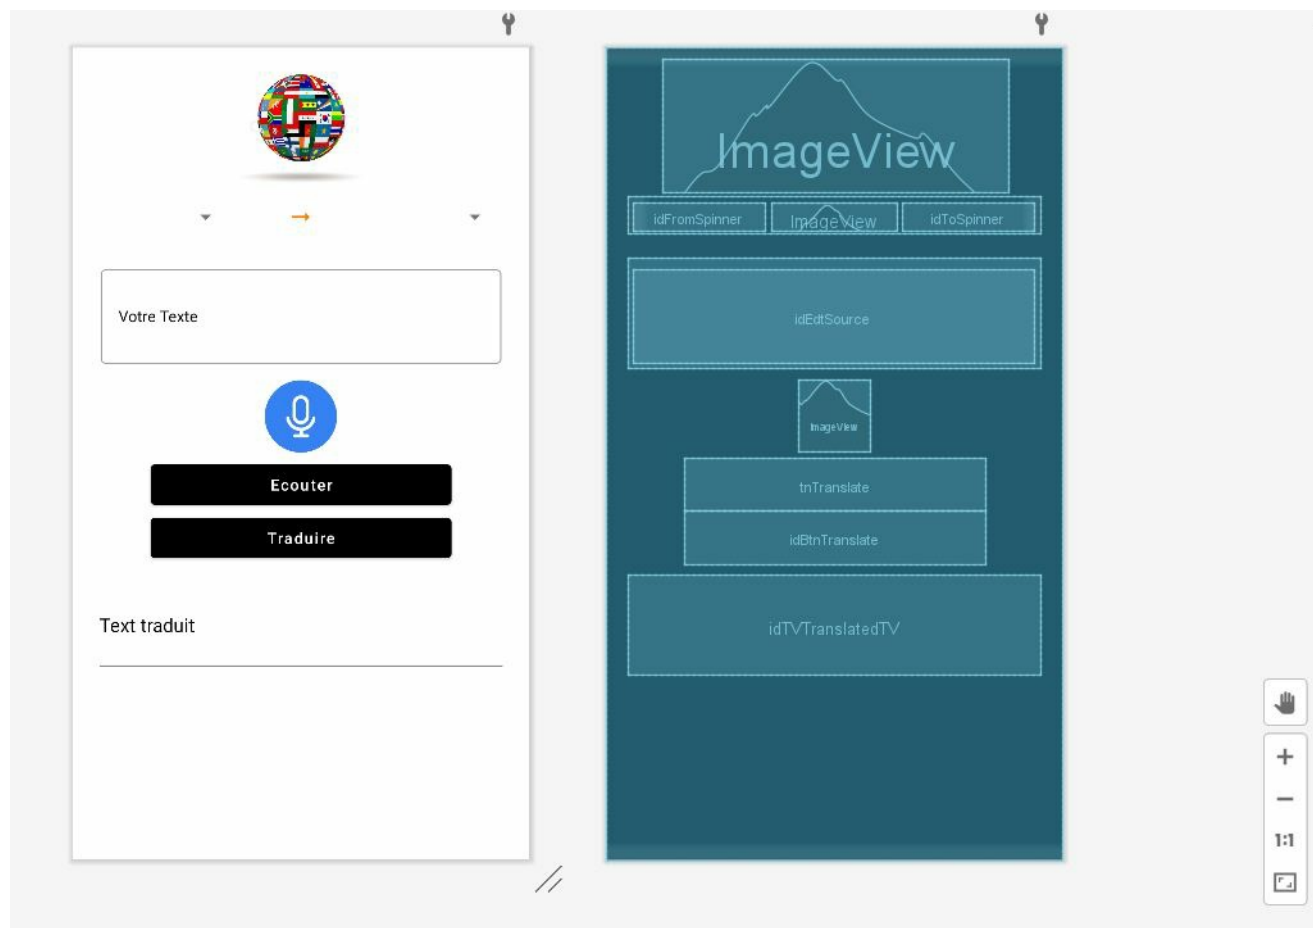 Votre Texte
Ecouter
Traduire
Text traduit
ImageView
idFromSpinner
ImageView
idToSpinner
idEdtSource
ImageView
tnTranslate
idBtnTranslate
idTVTranslatedTV
1:1